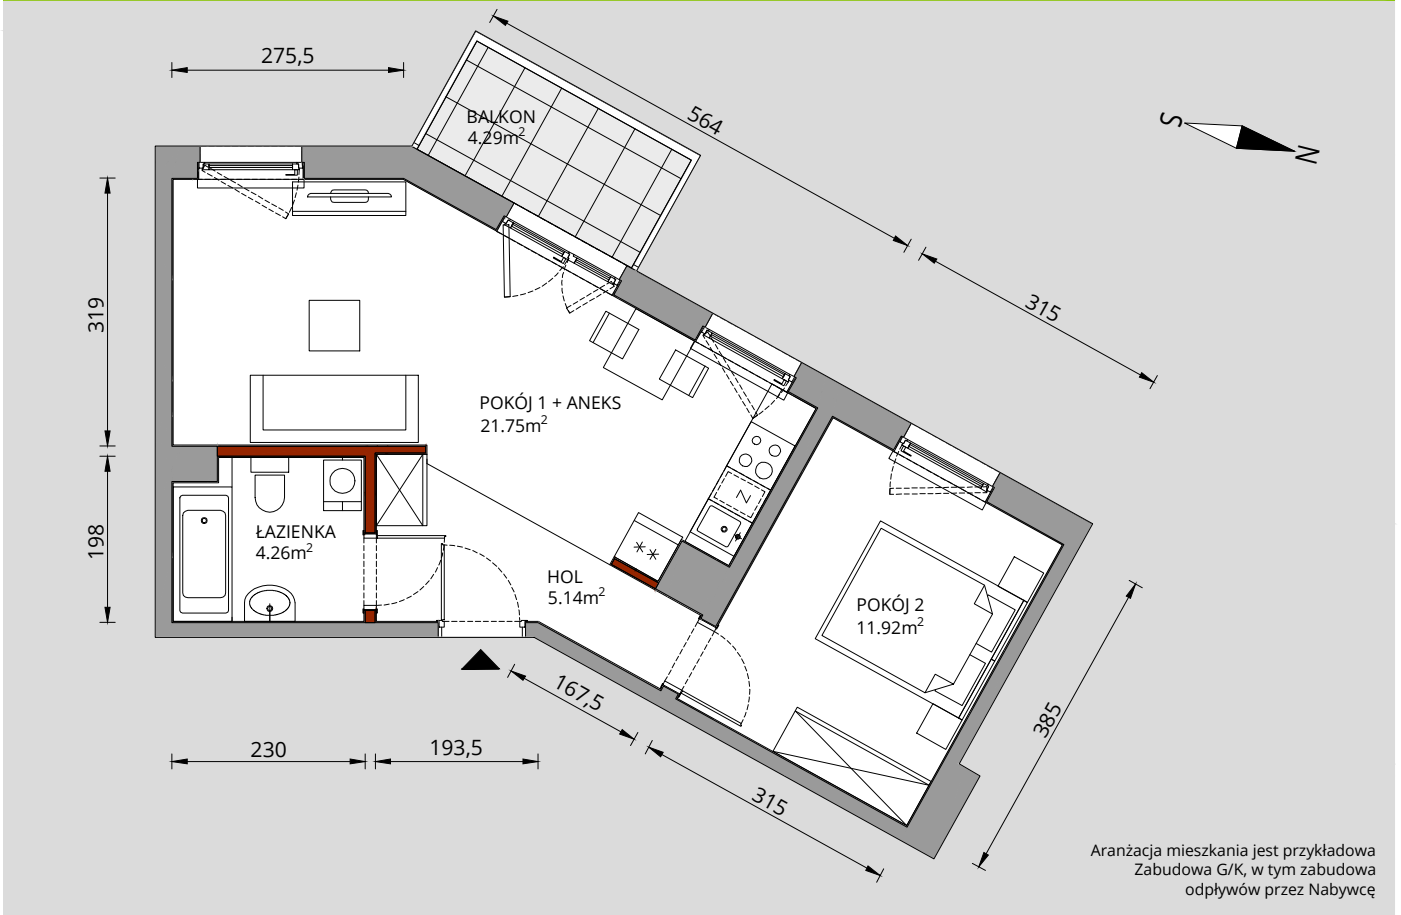 275,5
564
BALKON
4.29m²
S
N
315
319
POKÓJ 1 + ANEKS
21.75m²
Z
198
ŁAZIENKA
4.26m²
**
HOL
5.14m²
POKÓJ 2
11.92m²
167,5
385
230
193,5
315
Aranżacja mieszkania jest przykładowa
Zabudowa G/K, w tym zabudowa
odpływów przez Nabywcę